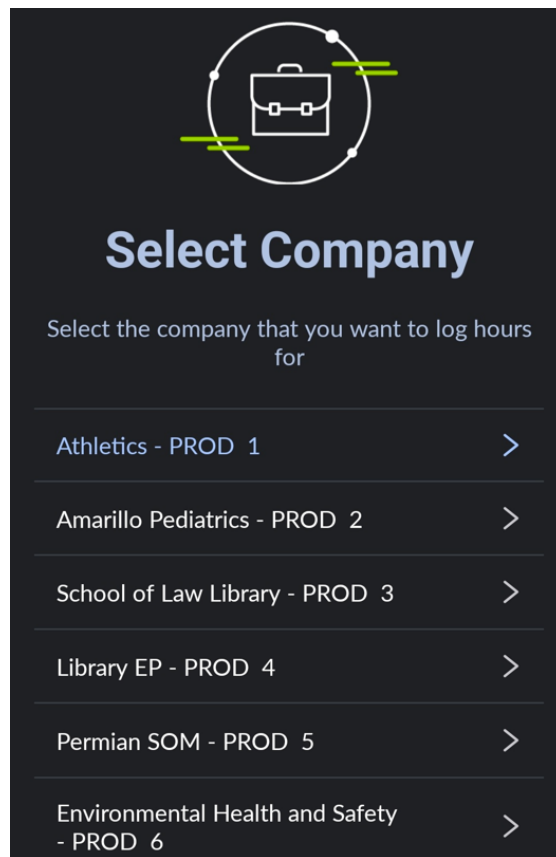 Select Company
Select the company that you want to log hours
for
Athletics - PROD  1
Amarillo Pediatrics - PROD  2
School of Law Library - PROD  3
Library EP - PROD  4
Permian SOM - PROD  5
Environmental Health and Safety
- PROD  6